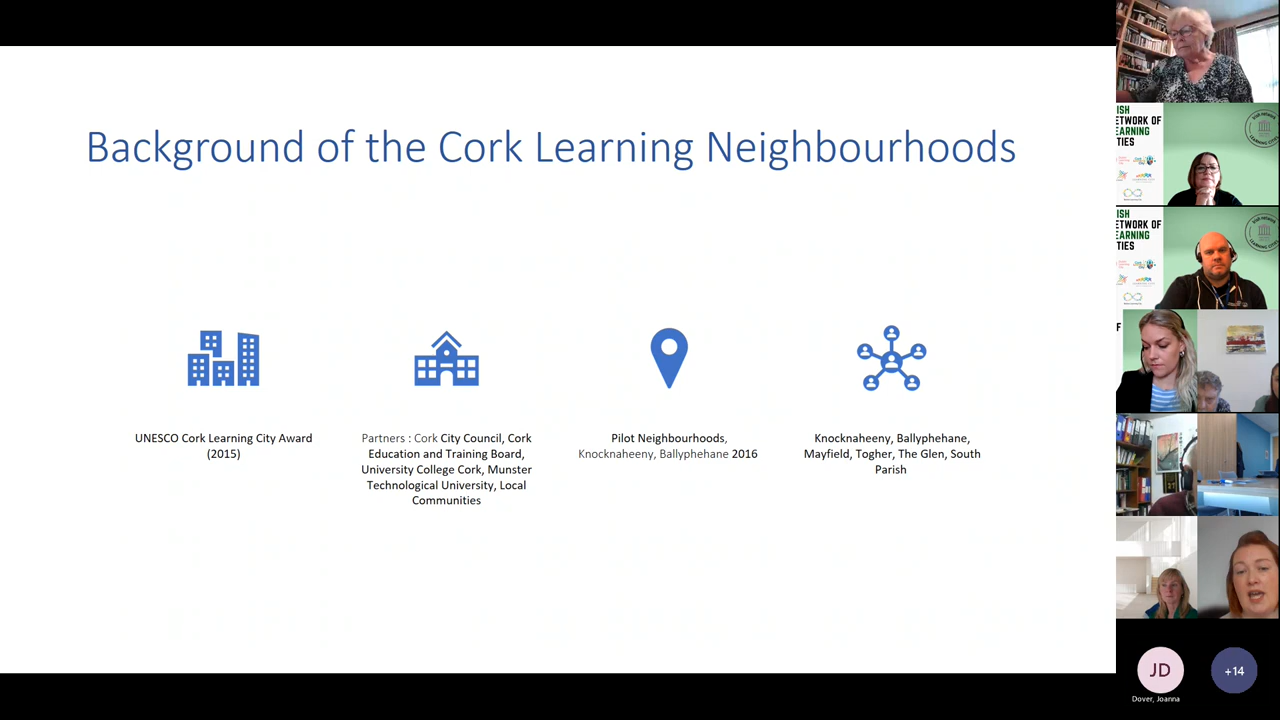 Background of the Cork Learning Neighbourhoods
UNESCO Cork Learning City Award
(2015)
Partners : Cork City Council, Cork
Education and Training Board,
University College Cork, Munster
Technological University, Local
Communities
Pilot Neighbourhoods,
Knocknaheeny, Ballyphehane 2016
Knocknaheeny, Ballyphehane,
Mayfield, Togher, The Glen, South
Parish
ISH
ETWORK OF
EARNING
TIES
ISH
ETWORK OF
EARNING
TIES
F
JD
+14
Dover, Joanna